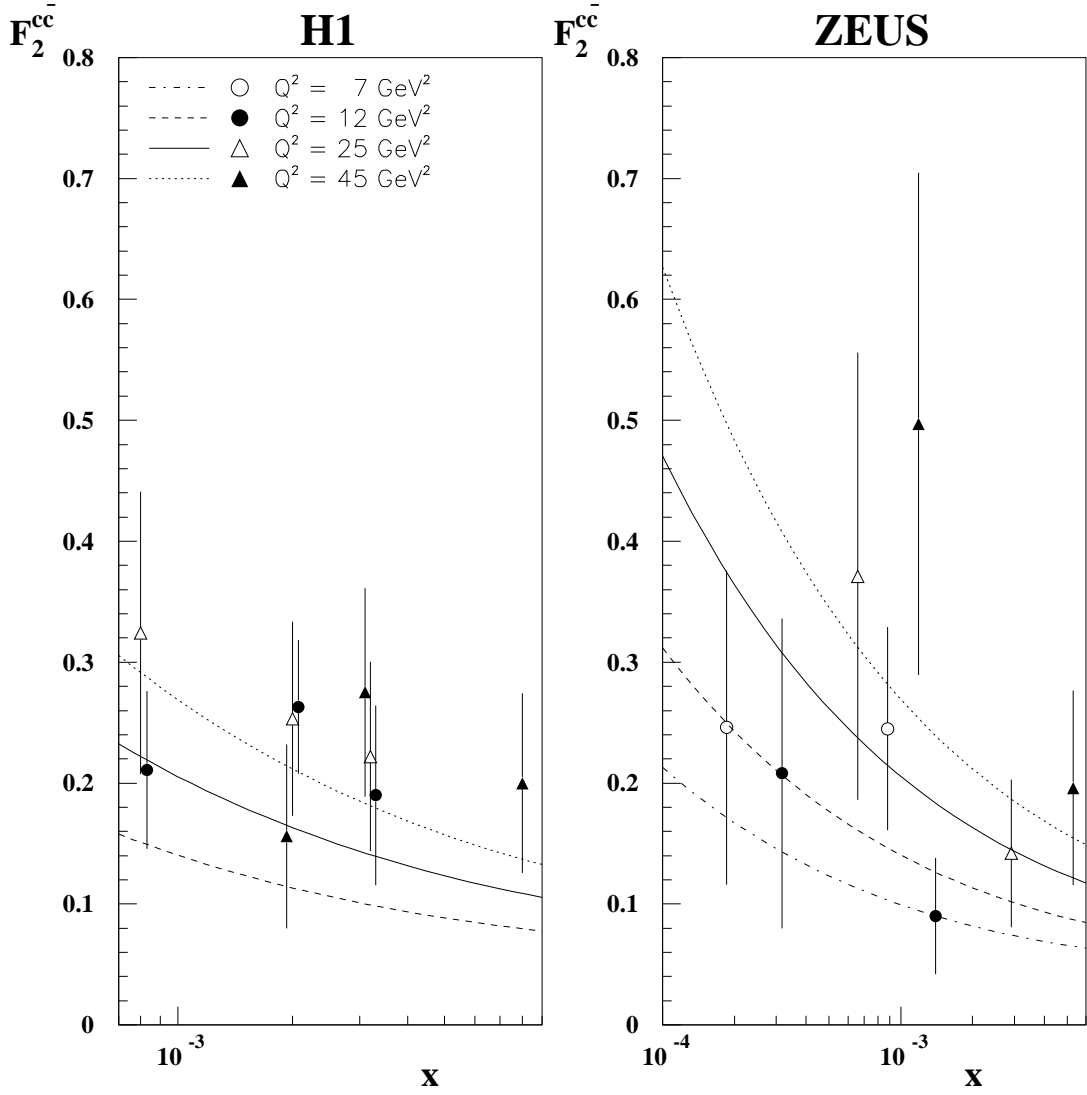 F₂^cc̄ H1
0.8
Q² = 7 GeV²
Q² = 12 GeV²
Q² = 25 GeV²
Q² = 45 GeV²
0.7
0.6
0.5
0.4
0.3
0.2
0.1
0
10⁻³
x
F₂^cc̄ ZEUS
0.8
0.7
0.6
0.5
0.4
0.3
0.2
0.1
0
10⁻⁴ 10⁻³
x